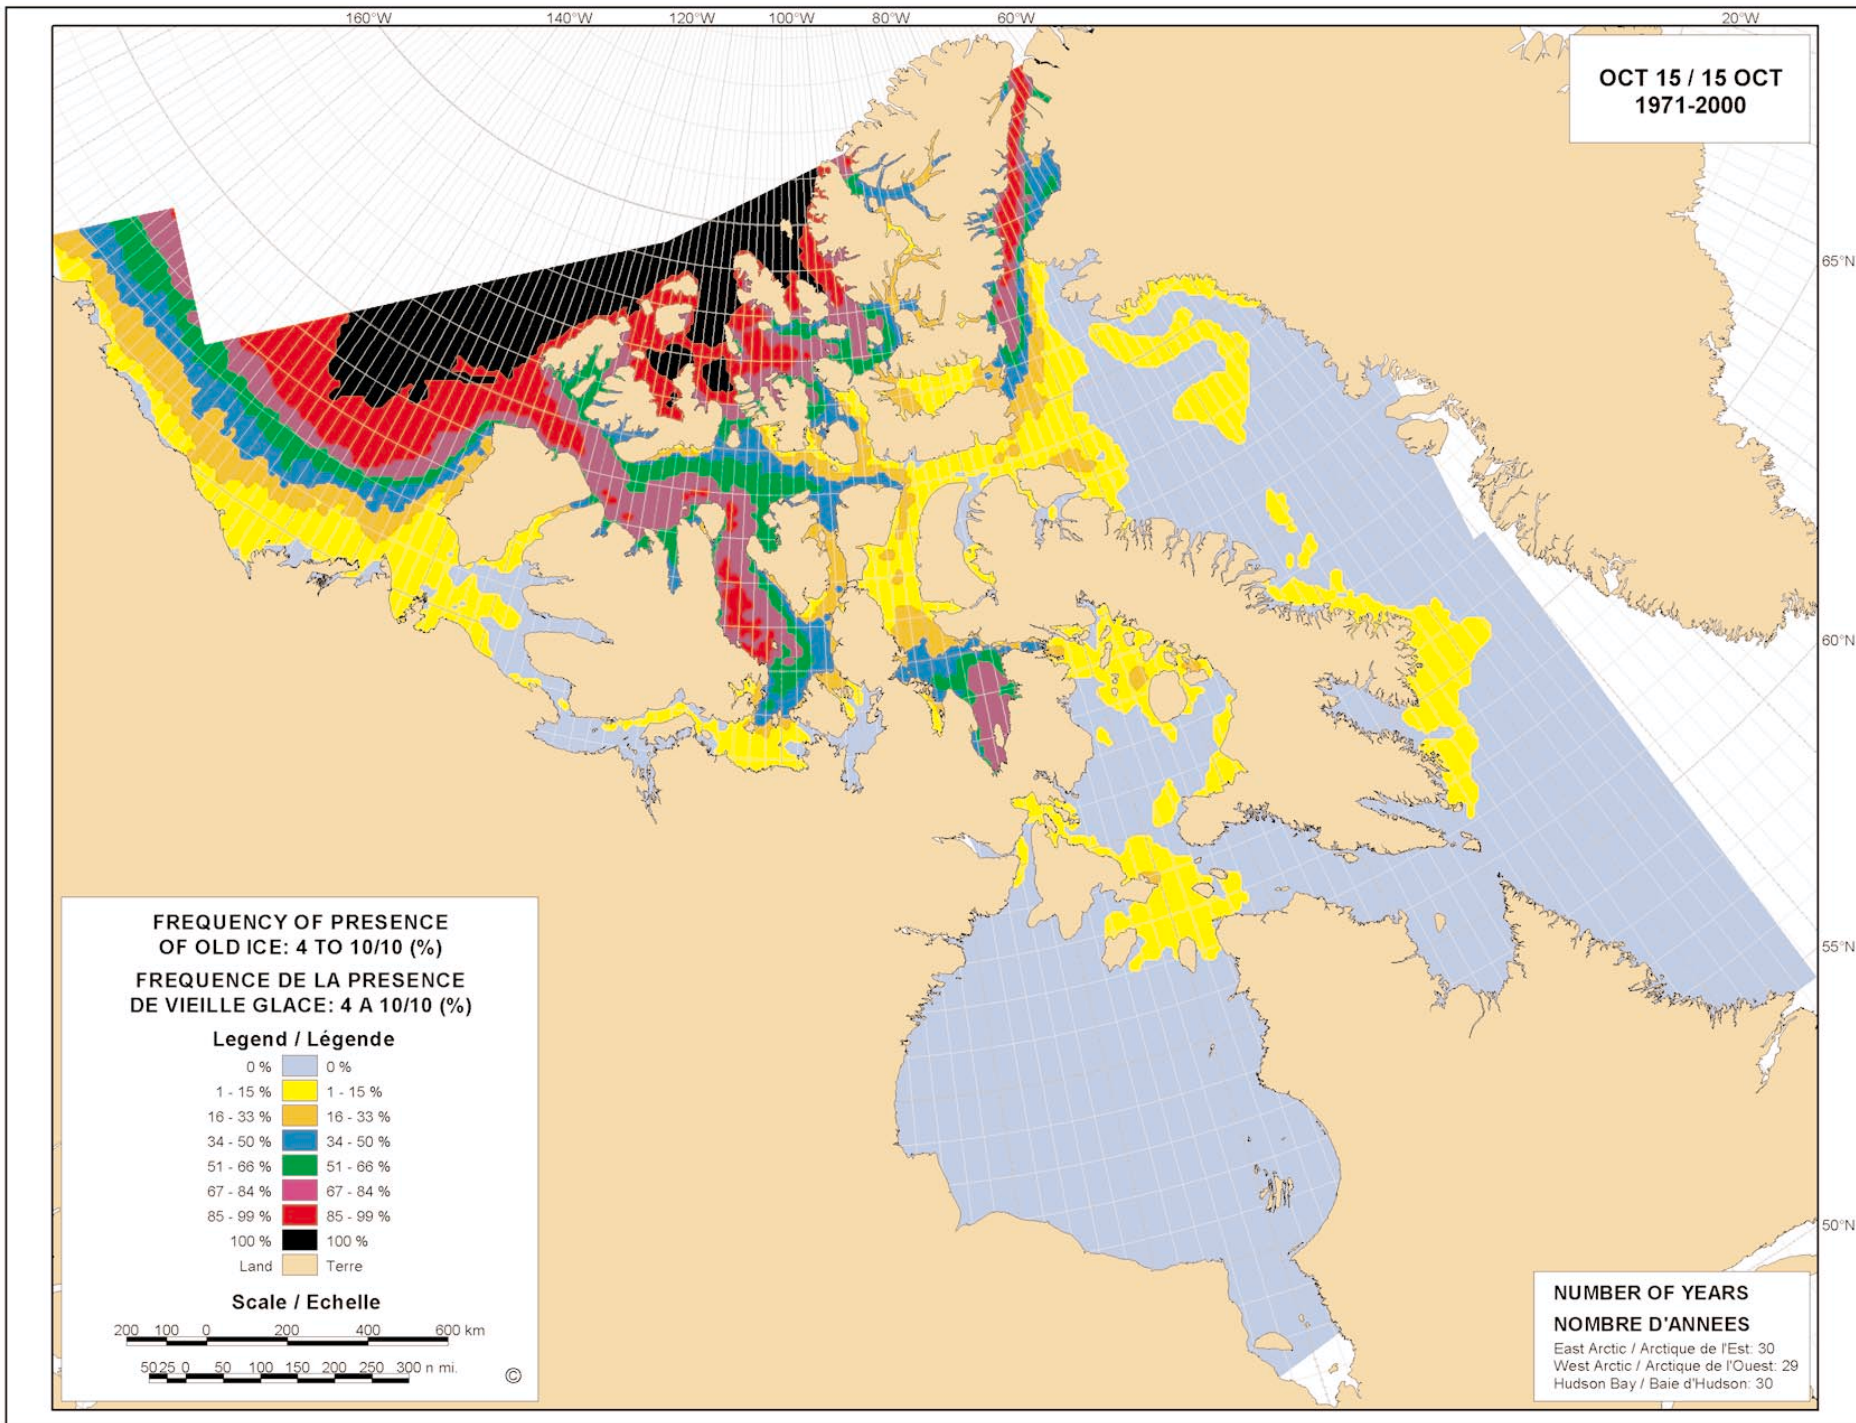 160°W 140°W 120°W 100°W 80°W 60°W 20°W
OCT 15 / 15 OCT
1971-2000
65°N
60°N
55°N
50°N
FREQUENCY OF PRESENCE
OF OLD ICE: 4 TO 10/10 (%)
FREQUENCE DE LA PRESENCE
DE VIEILLE GLACE: 4 A 10/10 (%)
Legend / Légende
0 % 0 %
1 - 15 % 1 - 15 %
16 - 33 % 16 - 33 %
34 - 50 % 34 - 50 %
51 - 66 % 51 - 66 %
67 - 84 % 67 - 84 %
85 - 99 % 85 - 99 %
100 % 100 %
Land Terre
Scale / Echelle
200 100 0 200 400 600 km
50 25 0 50 100 150 200 250 300 n mi.
©
NUMBER OF YEARS
NOMBRE D'ANNEES
East Arctic / Arctique de l'Est: 30
West Arctic / Arctique de l'Ouest: 29
Hudson Bay / Baie d'Hudson: 30